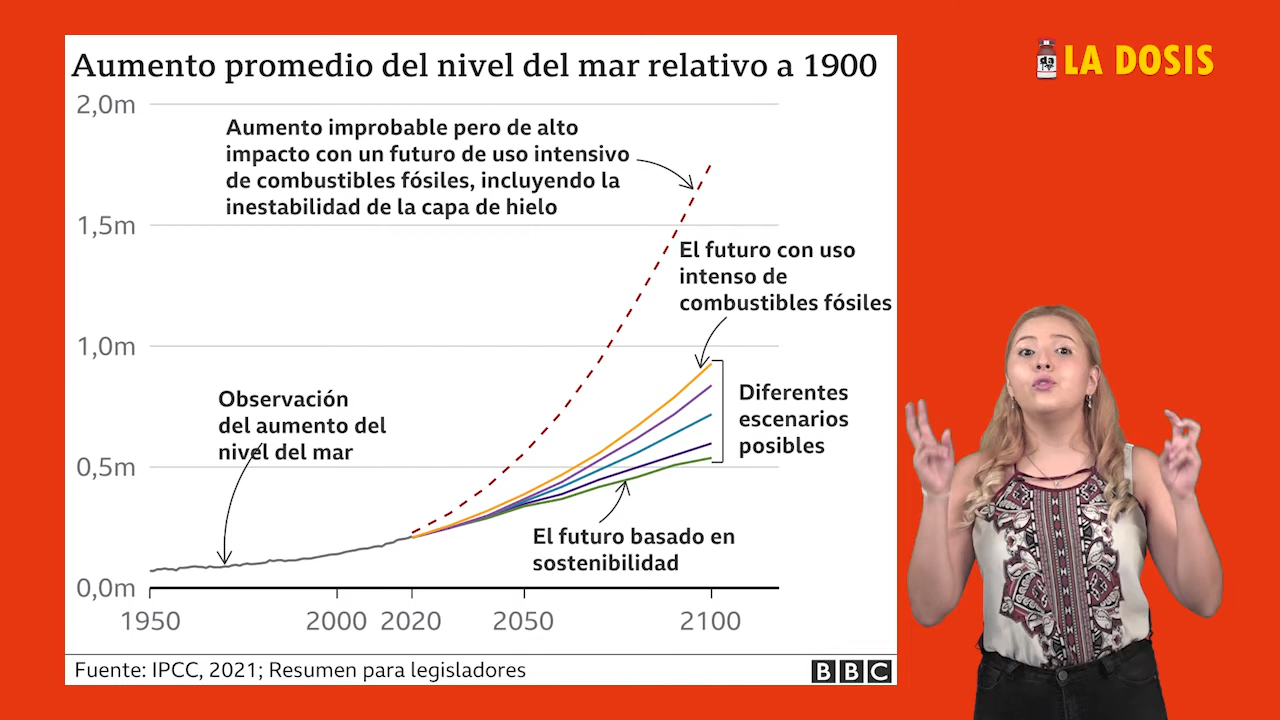 Aumento promedio del nivel del mar relativo a 1900
LA DOSIS
2,0m
Aumento improbable pero de alto
impacto con un futuro de uso intensivo
de combustibles fósiles, incluyendo la
inestabilidad de la capa de hielo
1,5m
El futuro con uso
intenso de
combustibles fósiles
1,0m
Observación
del aumento del
nivel del mar
Diferentes
escenarios
posibles
0,5m
El futuro basado en
sostenibilidad
0,0m
1950 2000 2020 2050 2100
Fuente: IPCC, 2021; Resumen para legisladores
BBC